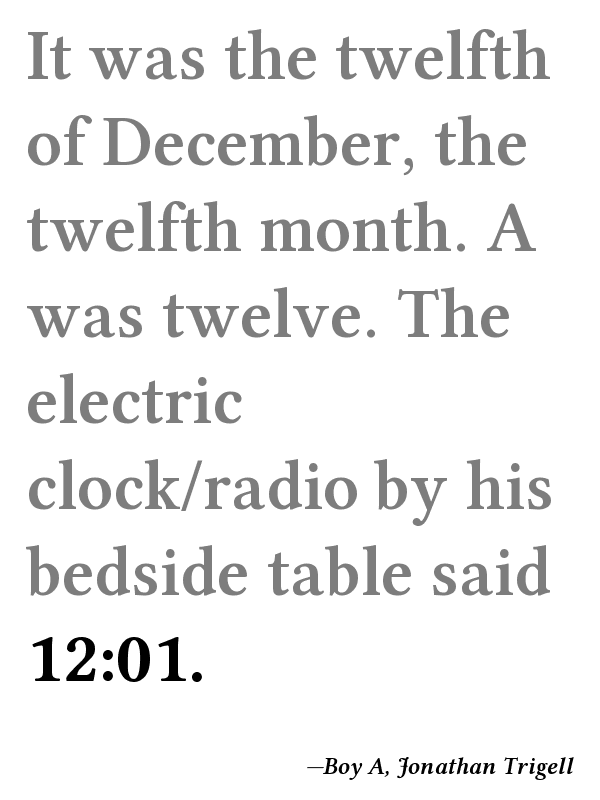 It was the twelfth
of December, the
twelfth month. A
was twelve. The
electric
clock/radio by his
bedside table said
12:01.
—Boy A, Jonathan Trigell